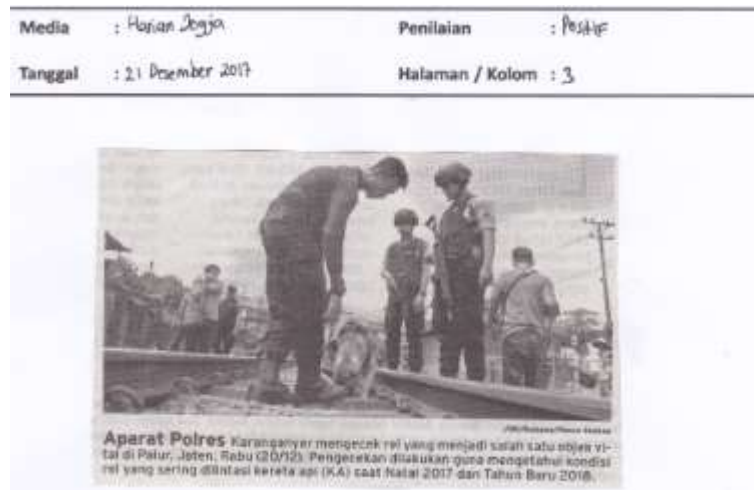 Media : Harian Jogja Penilaian : Positif
Tanggal : 21 Desember 2017 Halaman / Kolom : 3
Aparat Polres Karanganyar mengecek rel yang menjadi salah satu objek vi-
tal di Palur, Jaten, Rabu (20/12). Pengecekan dilakukan guna mengetahui kondisi
rel yang sering dilintasi kereta api (KA) saat Natal 2017 dan Tahun Baru 2018.